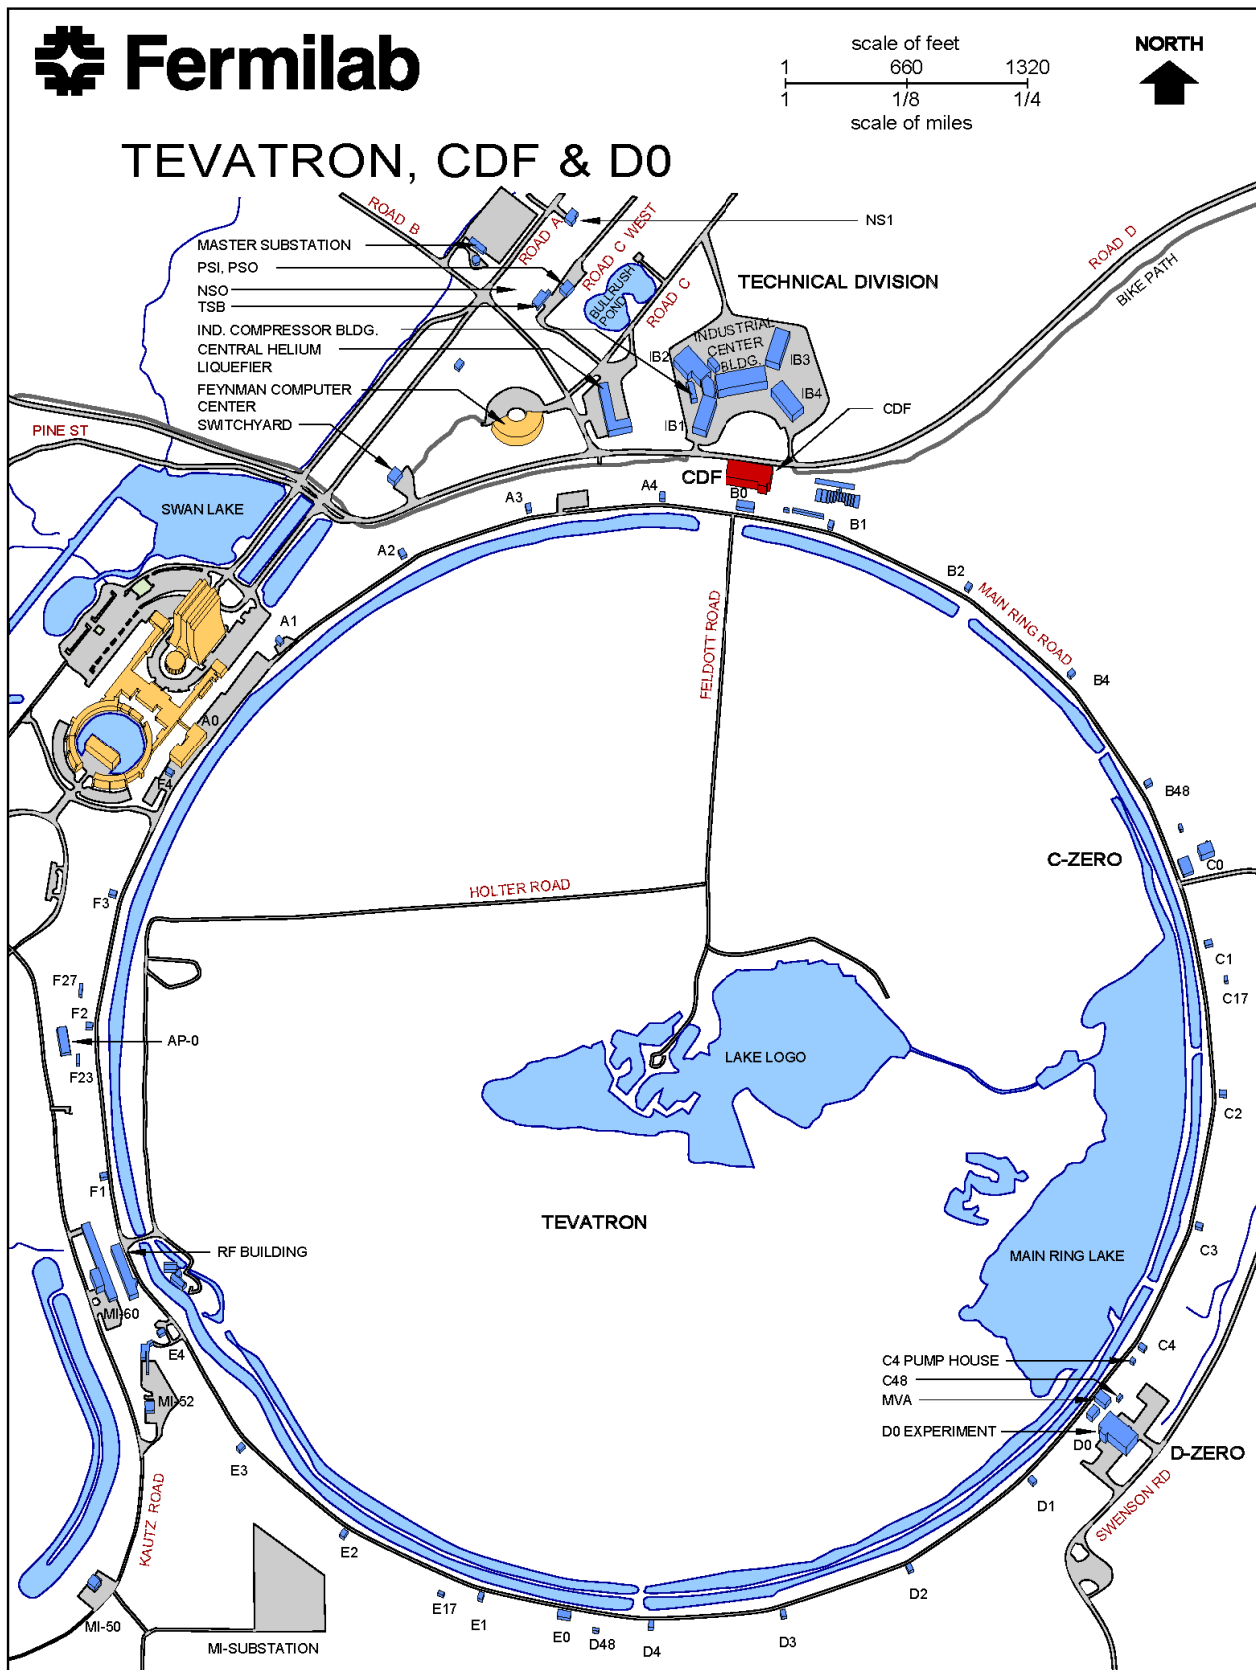 Fermilab
scale of feet
1 660 1320
1 1/8 1/4
scale of miles
NORTH
TEVATRON, CDF & D0
ROAD B
ROAD A
ROAD C WEST
NS1
ROAD D
BIKE PATH
MASTER SUBSTATION
PSI, PSO
NSO
TSB
BULLRUSH
POND
ROAD C
TECHNICAL DIVISION
IND. COMPRESSOR BLDG.
CENTRAL HELIUM
LIQUEFIER
FEYNMAN COMPUTER
CENTER
SWITCHYARD
INDUSTRIAL
CENTER
BLDG.
IB2
IB3
IB4
IB1
CDF
PINE ST
CDF
SWAN LAKE
A3
A4
B0
B1
A2
B2
MAIN RING ROAD
A1
FELDOTT ROAD
B4
A0
F4
B48
C-ZERO
C0
HOLTER ROAD
F3
C1
F27
C17
F2
AP-0
LAKE LOGO
F23
C2
F1
TEVATRON
C3
RF BUILDING
MAIN RING LAKE
MI-60
E4
C4
C4 PUMP HOUSE
C48
MVA
MI-52
D0 EXPERIMENT
D0
D-ZERO
E3
D1
SWENSON RD
KAUTZ ROAD
E2
D2
E17
E1
E0
D48
D4
D3
MI-50
MI-SUBSTATION